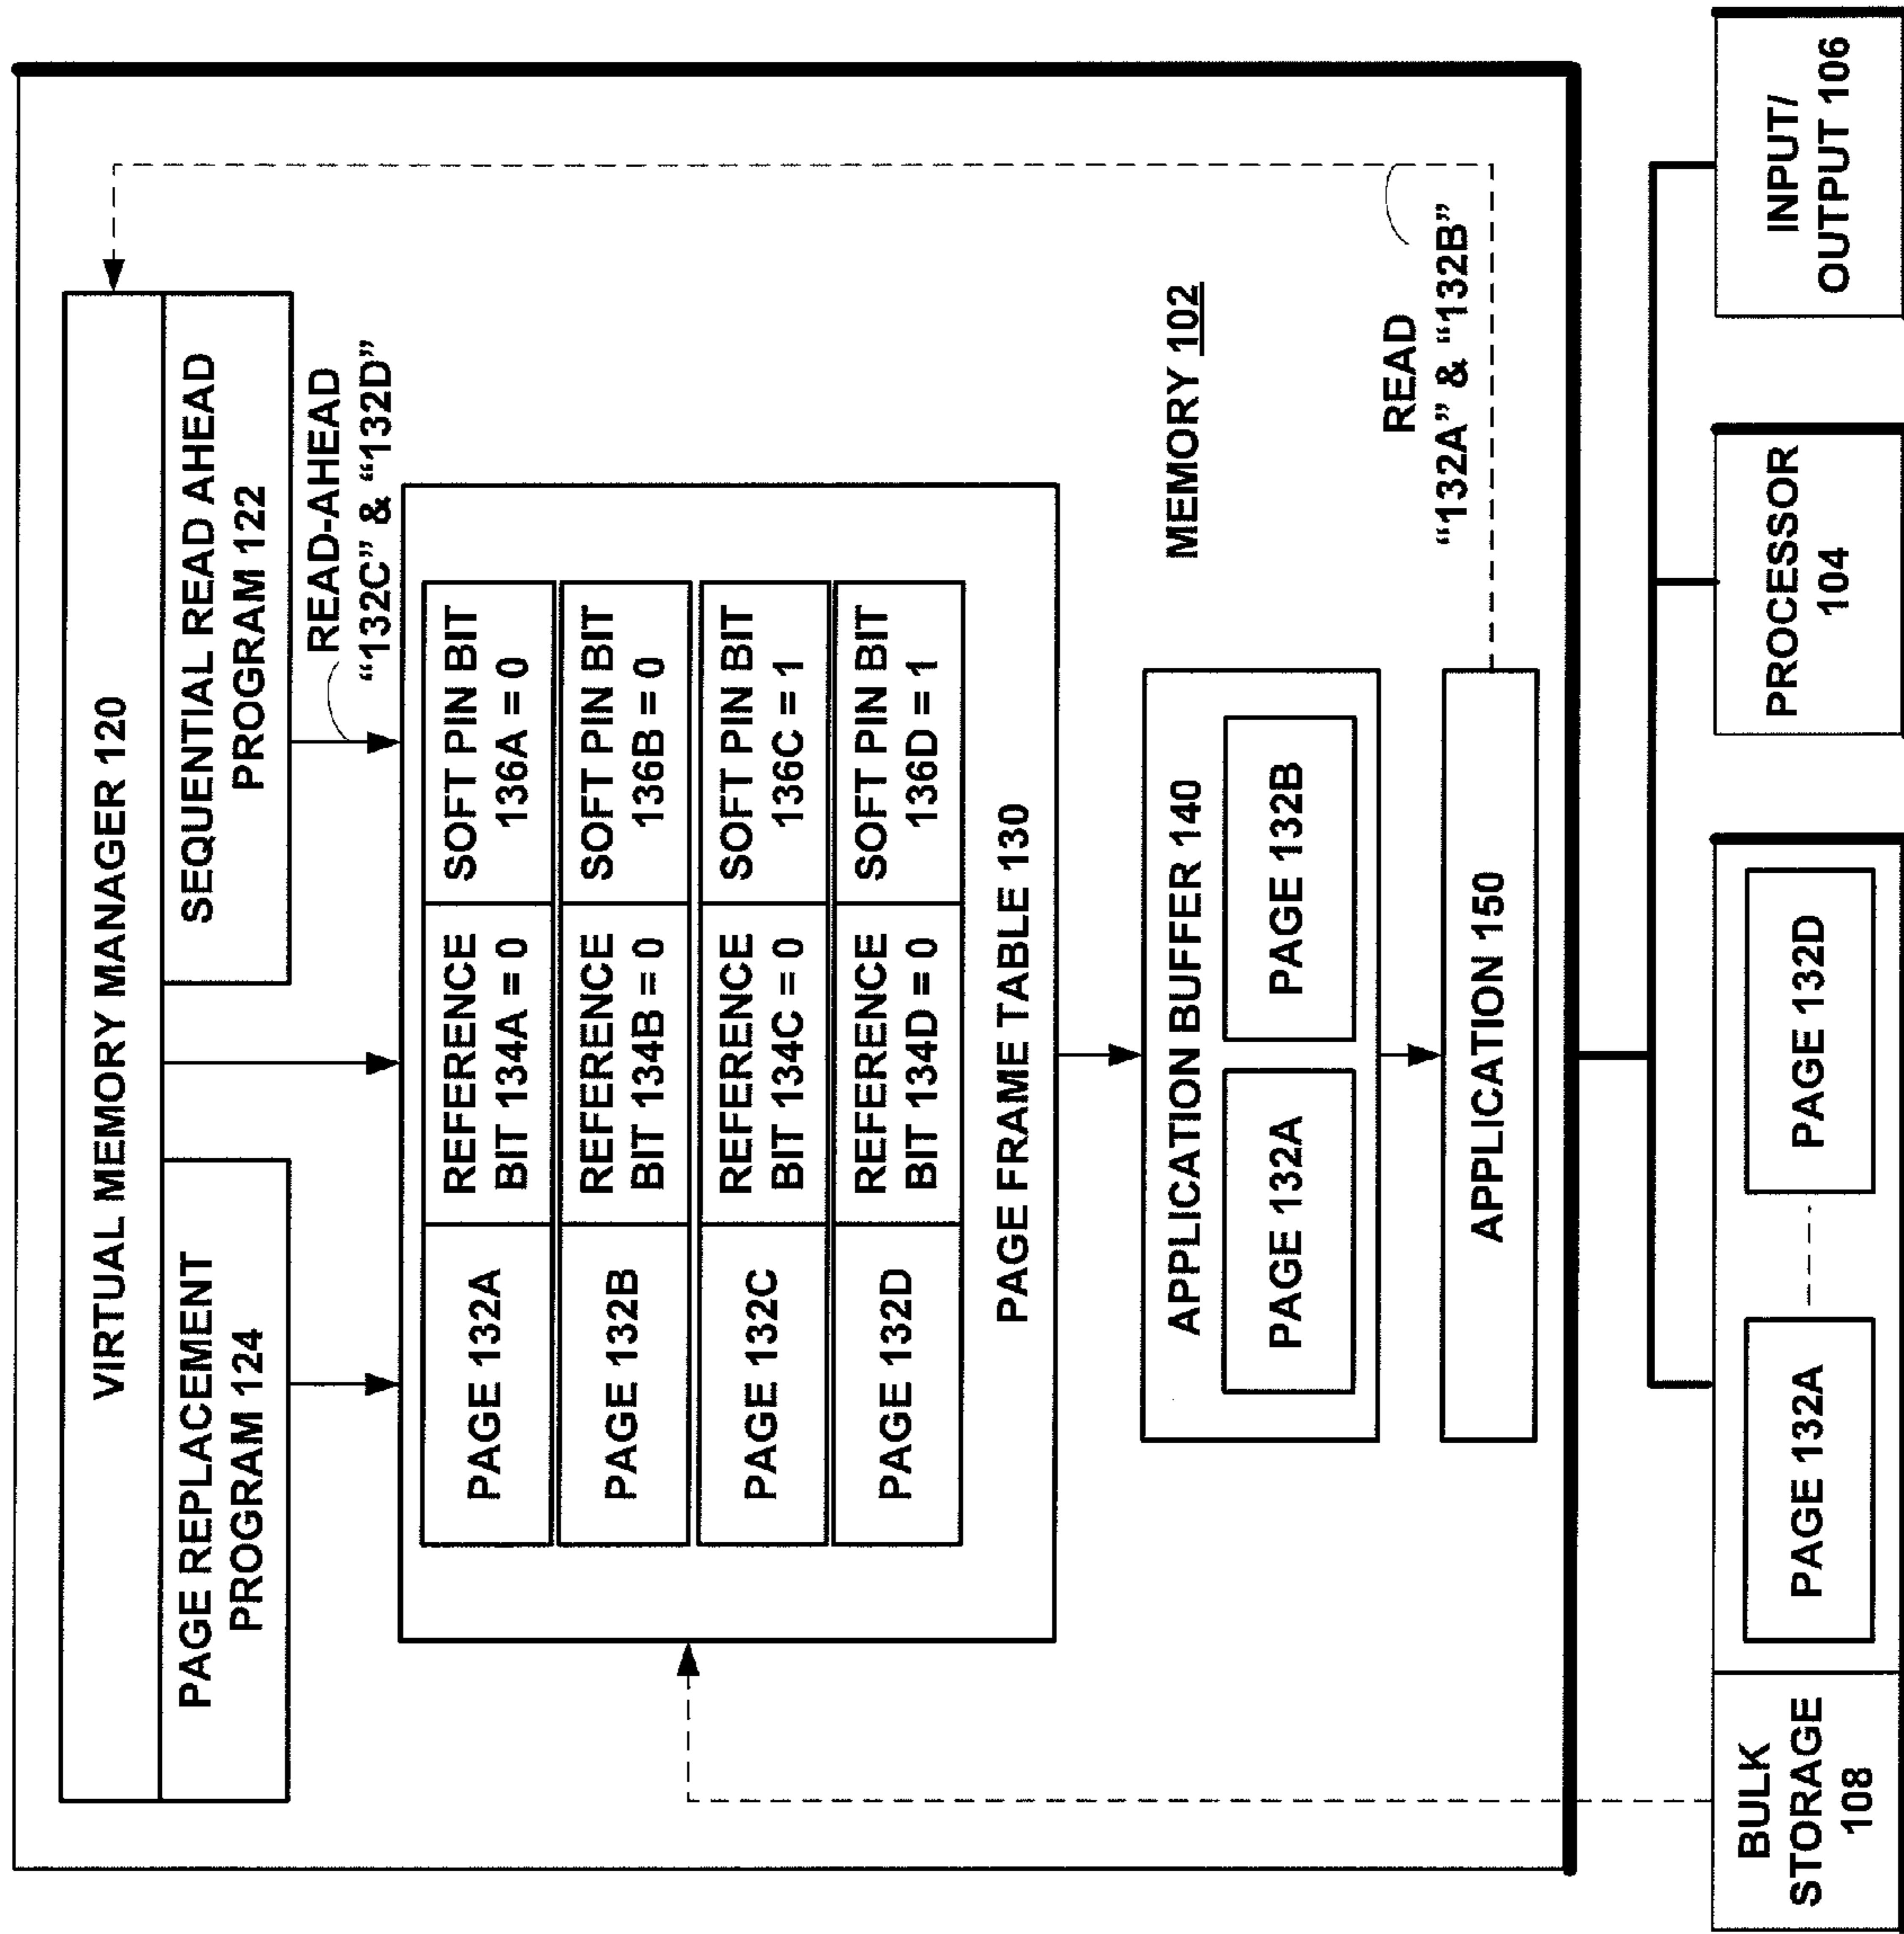 VIRTUAL MEMORY MANAGER 120
PAGE REPLACEMENT
PROGRAM 124
SEQUENTIAL READ AHEAD
PROGRAM 122
READ-AHEAD
“132C” & “132D”
PAGE 132A
REFERENCE
BIT 134A = 0
SOFT PIN BIT
136A = 0
PAGE 132B
REFERENCE
BIT 134B = 0
SOFT PIN BIT
136B = 0
PAGE 132C
REFERENCE
BIT 134C = 0
SOFT PIN BIT
136C = 1
PAGE 132D
REFERENCE
BIT 134D = 0
SOFT PIN BIT
136D = 1
PAGE FRAME TABLE 130
MEMORY 102
APPLICATION BUFFER 140
PAGE 132A
PAGE 132B
READ
“132A” & “132B”
APPLICATION 150
BULK
STORAGE
108
PAGE 132A
PAGE 132D
PROCESSOR
104
INPUT/
OUTPUT 106